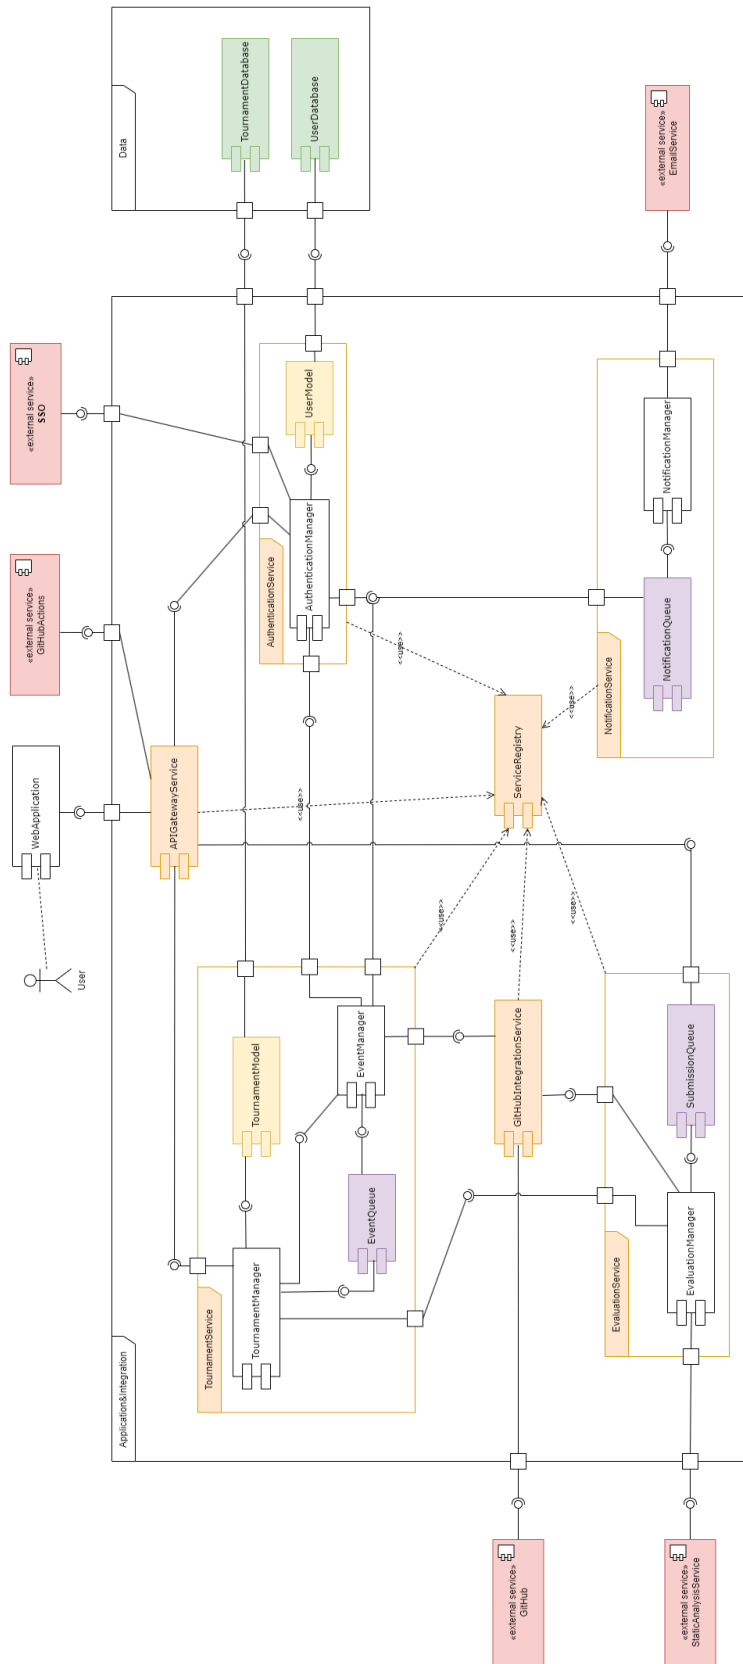 User
WebApplication
«external service»
GitHubActions
«external service»
SSO
Application&Integration
APIGatewayService
Data
TournamentService
TournamentManager
TournamentModel
TournamentDatabase
EventQueue
EventManager
<<use>>
AuthenticationService
AuthenticationManager
UserModel
UserDatabase
<<use>>
<<use>>
«external service»
GitHub
GitHubIntegrationService
<<use>>
ServiceRegistry
<<use>>
<<use>>
EvaluationService
EvaluationManager
SubmissionQueue
NotificationService
NotificationQueue
NotificationManager
«external service»
EmailService
«external service»
StaticAnalysisService